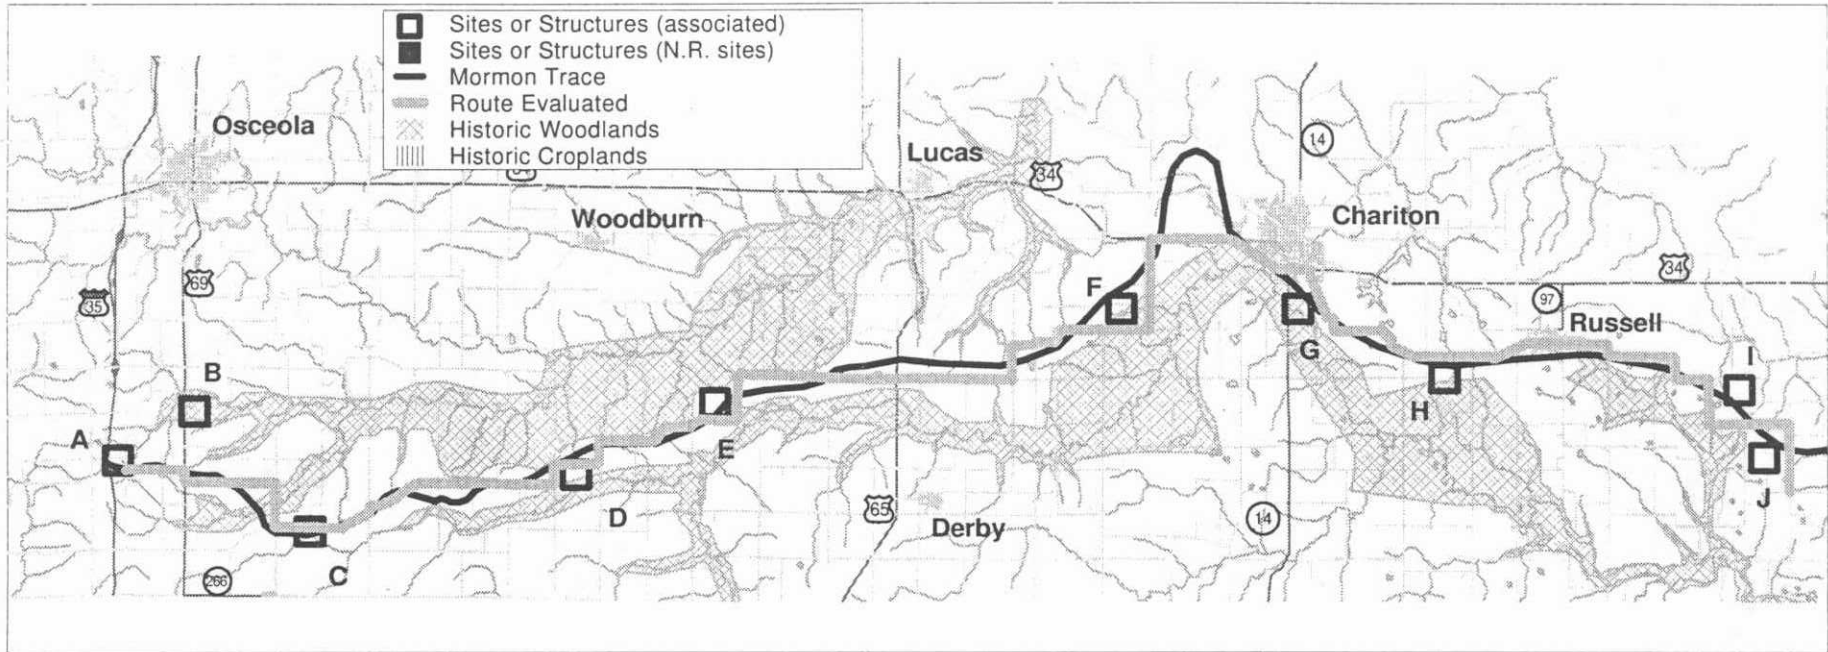 Sites or Structures (associated)
Sites or Structures (N.R. sites)
Mormon Trace
Route Evaluated
Historic Woodlands
Historic Croplands
Osceola
14
Lucas
34
Woodburn
Chariton
69
34
35
F
97
Russell
G
I
B
H
A
E
J
D
65
14
Derby
C
266